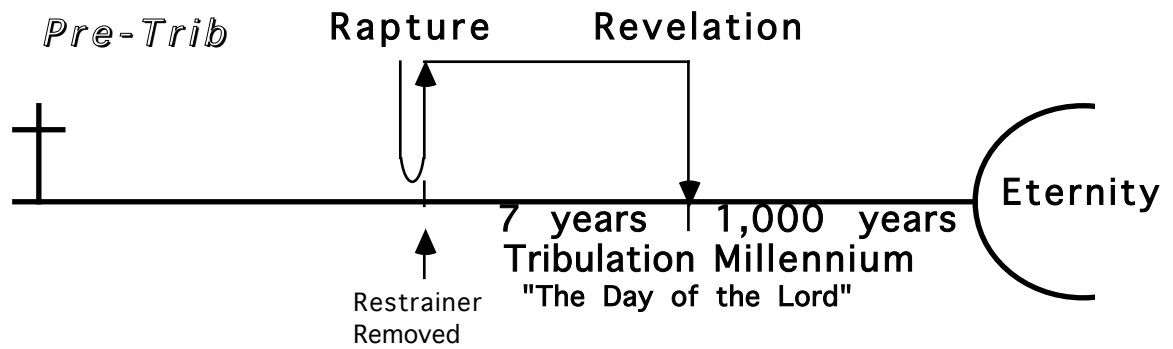 Pre-Trib
Rapture
Revelation
Eternity
7 years
1,000 years
Tribulation
Millennium
"The Day of the Lord"
Restrainer
Removed